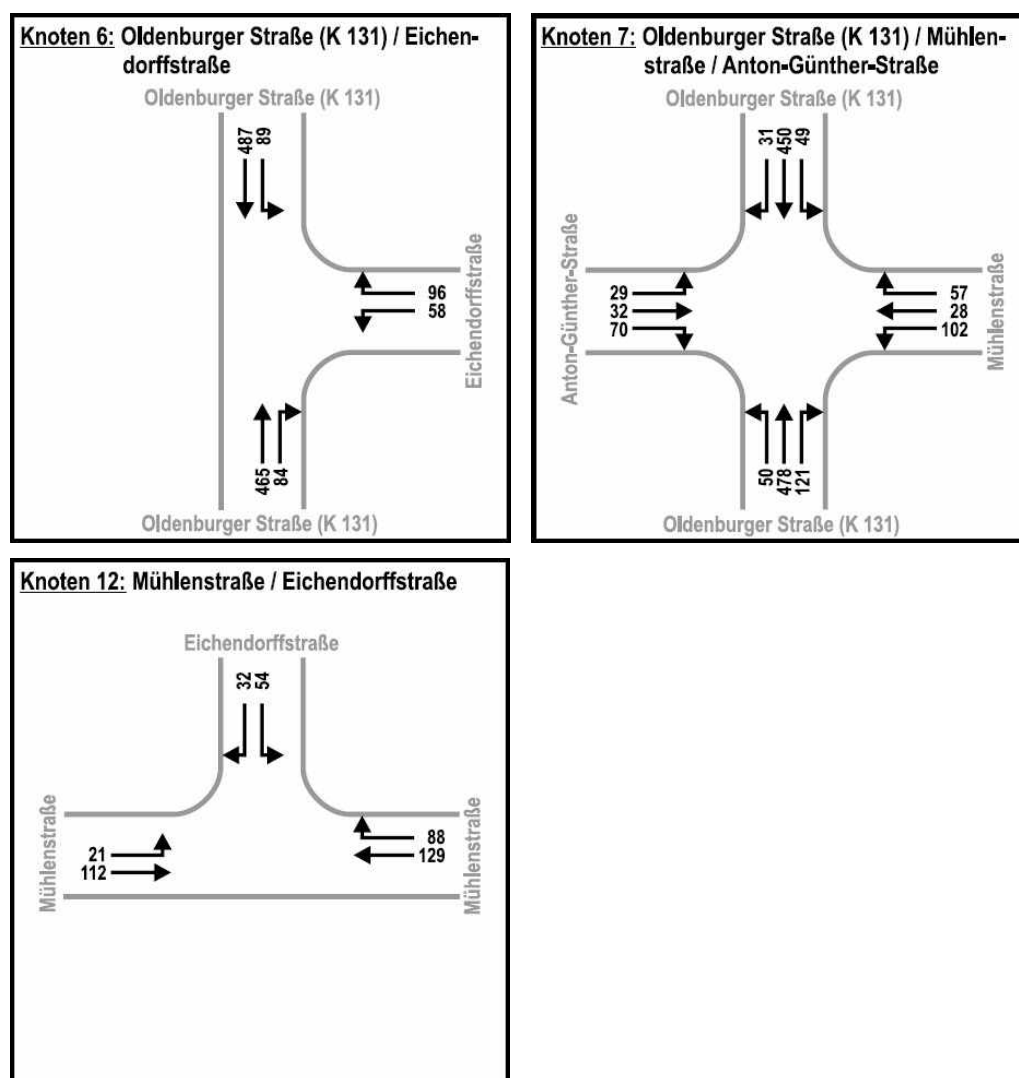 Knoten 6: Oldenburger Straße (K 131) / Eichen-
dorffstraße
Oldenburger Straße (K 131)
487
89
96
58
Eichendorffstraße
465
84
Oldenburger Straße (K 131)
Knoten 7: Oldenburger Straße (K 131) / Mühlen-
straße / Anton-Günther-Straße
Oldenburger Straße (K 131)
31
450
49
Anton-Günther-Straße
29
32
70
57
28
102
Mühlenstraße
50
478
121
Oldenburger Straße (K 131)
Knoten 12: Mühlenstraße / Eichendorffstraße
Eichendorffstraße
32
54
Mühlenstraße
21
112
88
129
Mühlenstraße